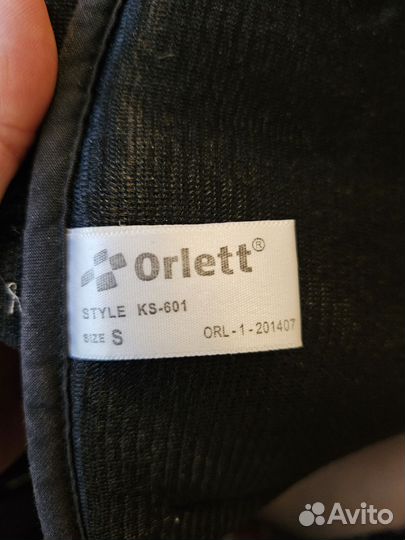 Orlett®
STYLE KS-601
SIZE S
ORL-1-201407
Avito